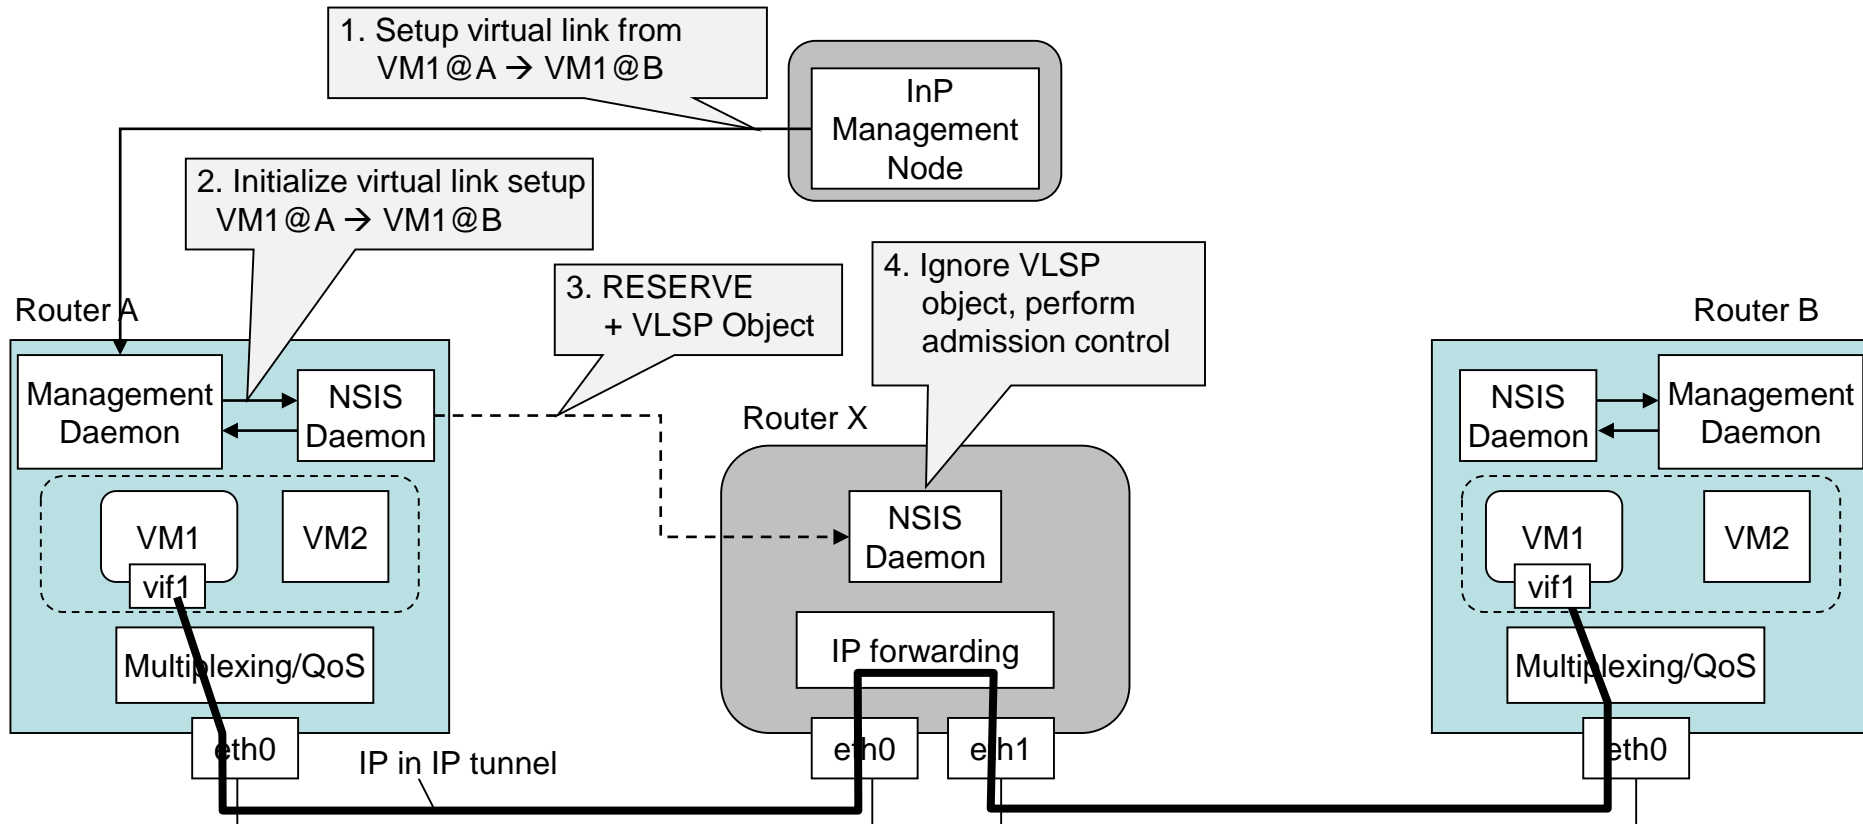 1. Setup virtual link from
VM1@A → VM1@B
InP
Management
Node
2. Initialize virtual link setup
VM1@A → VM1@B
3. RESERVE
+ VLSP Object
4. Ignore VLSP
object, perform
admission control
Router A
Management
Daemon
NSIS
Daemon
VM1
VM2
vif1
Multiplexing/QoS
eth0
IP in IP tunnel
Router X
NSIS
Daemon
IP forwarding
eth0
eth1
Router B
NSIS
Daemon
Management
Daemon
VM1
VM2
vif1
Multiplexing/QoS
eth0